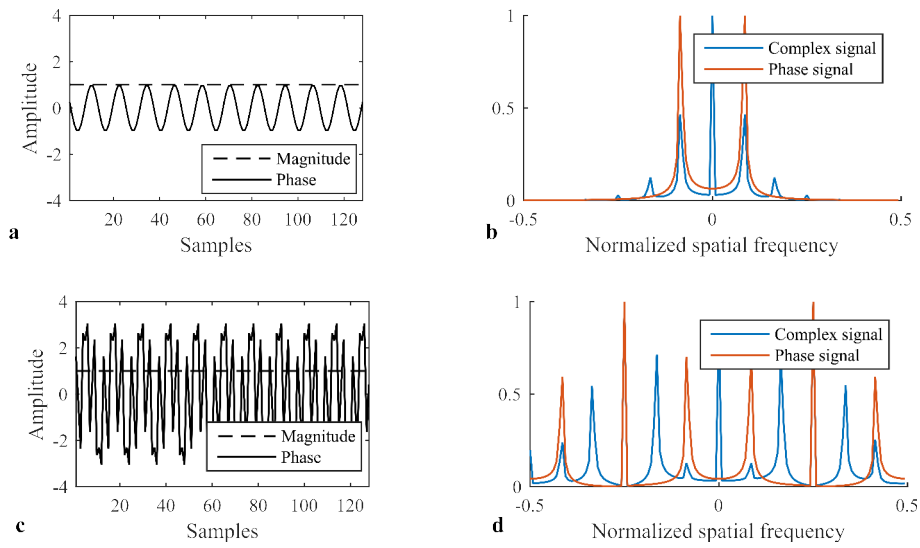 4
2
0
-2
-4
Amplitude
Magnitude
Phase
20 40 60 80 100 120
Samples
a
1
0.5
0
Complex signal
Phase signal
-0.5 0 0.5
Normalized spatial frequency
b
4
2
0
-2
-4
Amplitude
Magnitude
Phase
20 40 60 80 100 120
Samples
c
1
0.5
0
Complex signal
Phase signal
-0.5 0 0.5
Normalized spatial frequency
d